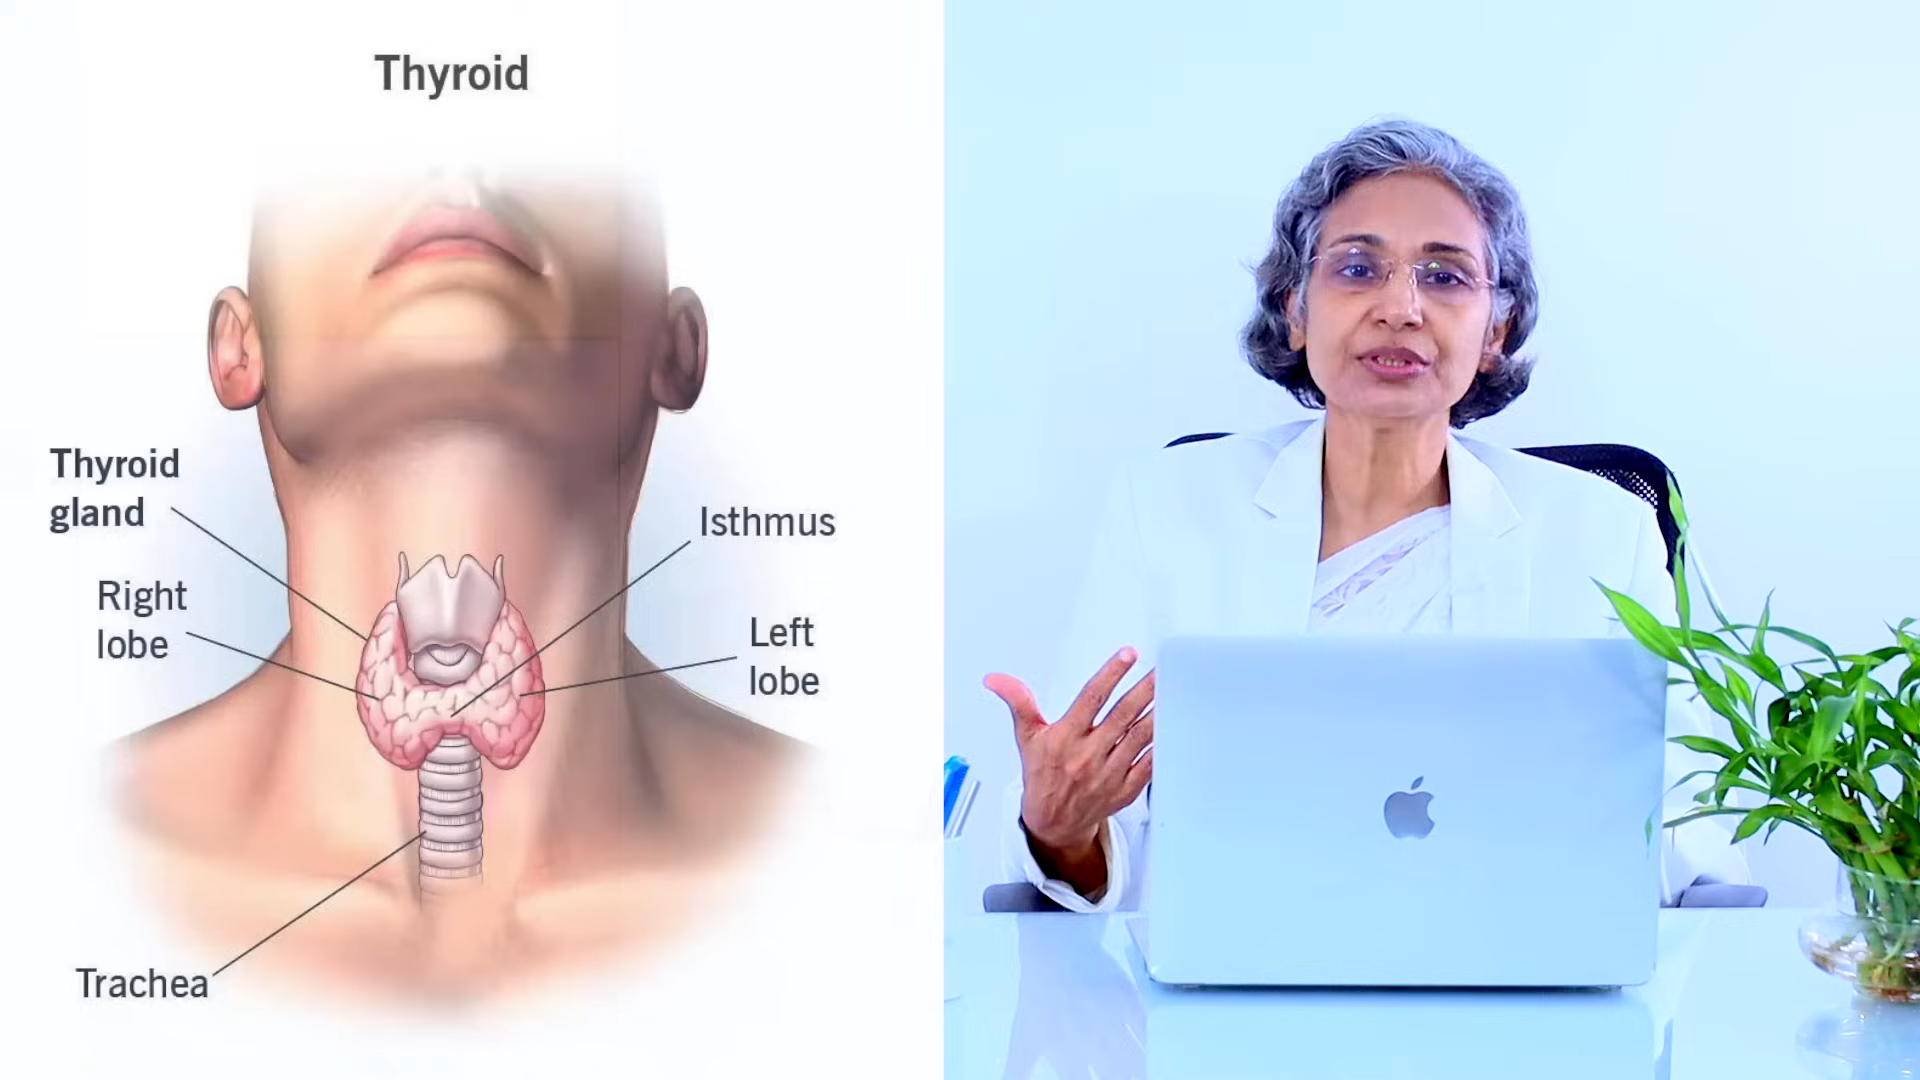 Thyroid
Thyroid
gland
Isthmus
Right
lobe
Left
lobe
Trachea